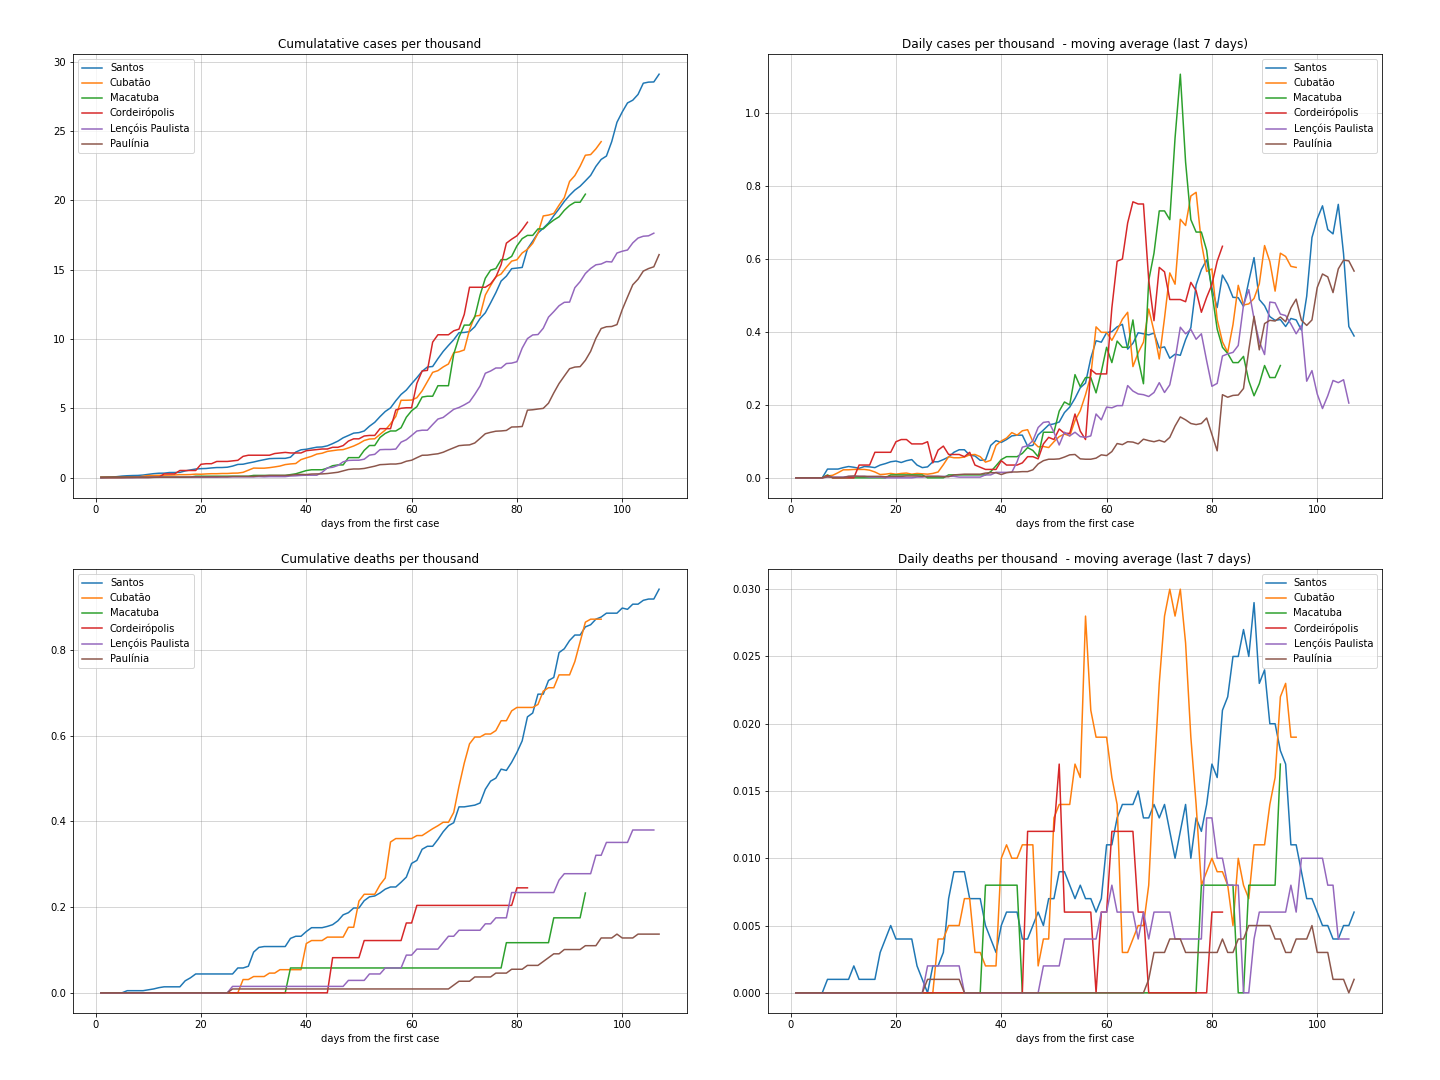 Cumulatative cases per thousand
Santos
Cubatão
Macatuba
Cordeirópolis
Lençóis Paulista
Paulínia
30
25
20
15
10
5
0
0 20 40 60 80 100
days from the first case
Daily cases per thousand - moving average (last 7 days)
Santos
Cubatão
Macatuba
Cordeirópolis
Lençóis Paulista
Paulínia
1.0
0.8
0.6
0.4
0.2
0.0
0 20 40 60 80 100
days from the first case
Cumulative deaths per thousand
Santos
Cubatão
Macatuba
Cordeirópolis
Lençóis Paulista
Paulínia
0.8
0.6
0.4
0.2
0.0
0 20 40 60 80 100
days from the first case
Daily deaths per thousand - moving average (last 7 days)
Santos
Cubatão
Macatuba
Cordeirópolis
Lençóis Paulista
Paulínia
0.030
0.025
0.020
0.015
0.010
0.005
0.000
0 20 40 60 80 100
days from the first case